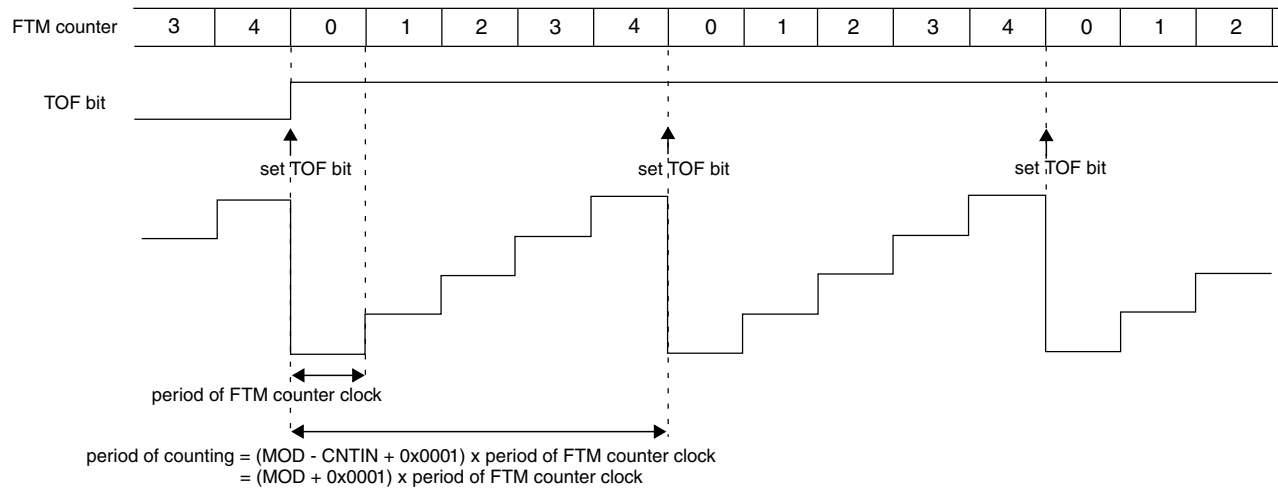 FTM counter 3 4 0 1 2 3 4 0 1 2 3 4 0 1 2
TOF bit
set TOF bit set TOF bit set TOF bit
period of FTM counter clock
period of counting = (MOD - CNTIN + 0x0001) x period of FTM counter clock
= (MOD + 0x0001) x period of FTM counter clock